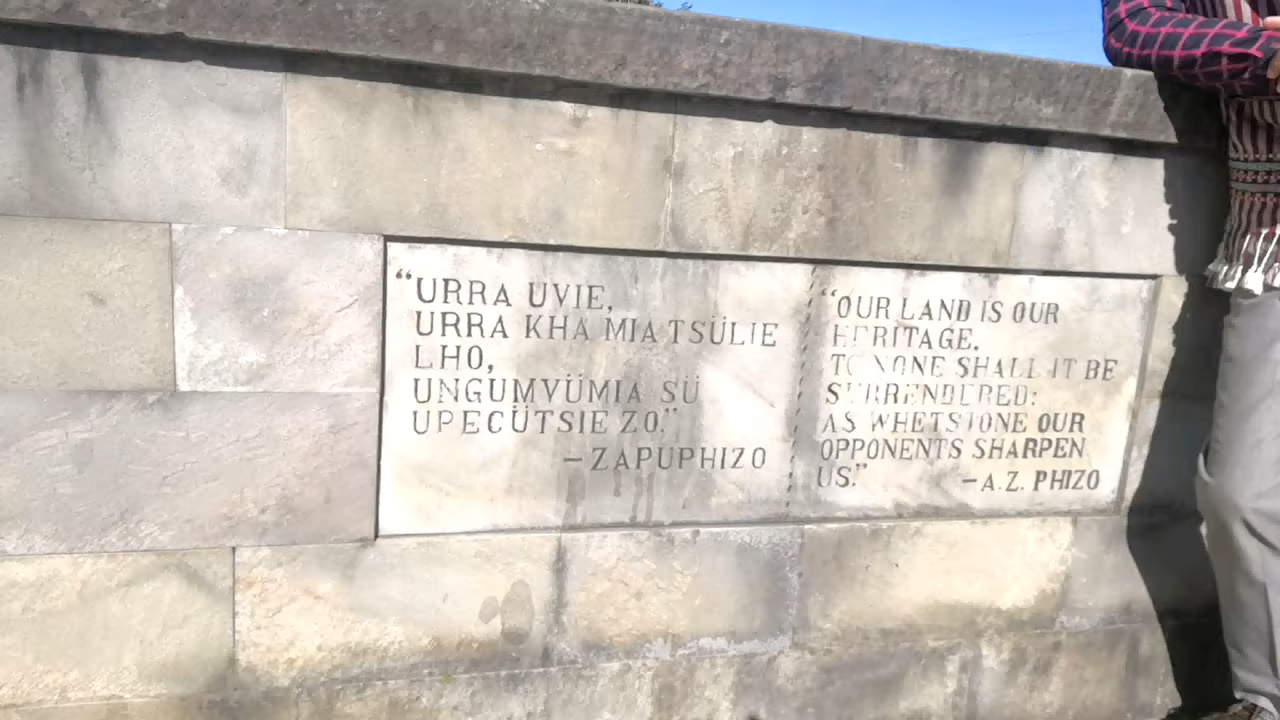 “URRA UVIE,
URRA KHA MIA TSÜLIE
LHO,
UNGUMVÜMIA SÜ
UPECÜTSIE ZO.”
–ZAPUPHIZO
“OUR LAND IS OUR
HERITAGE.
TO NONE SHALL IT BE
SURRENDERED:
AS WHETSTONE OUR
OPPONENTS SHARPEN
US.”
–A.Z. PHIZO